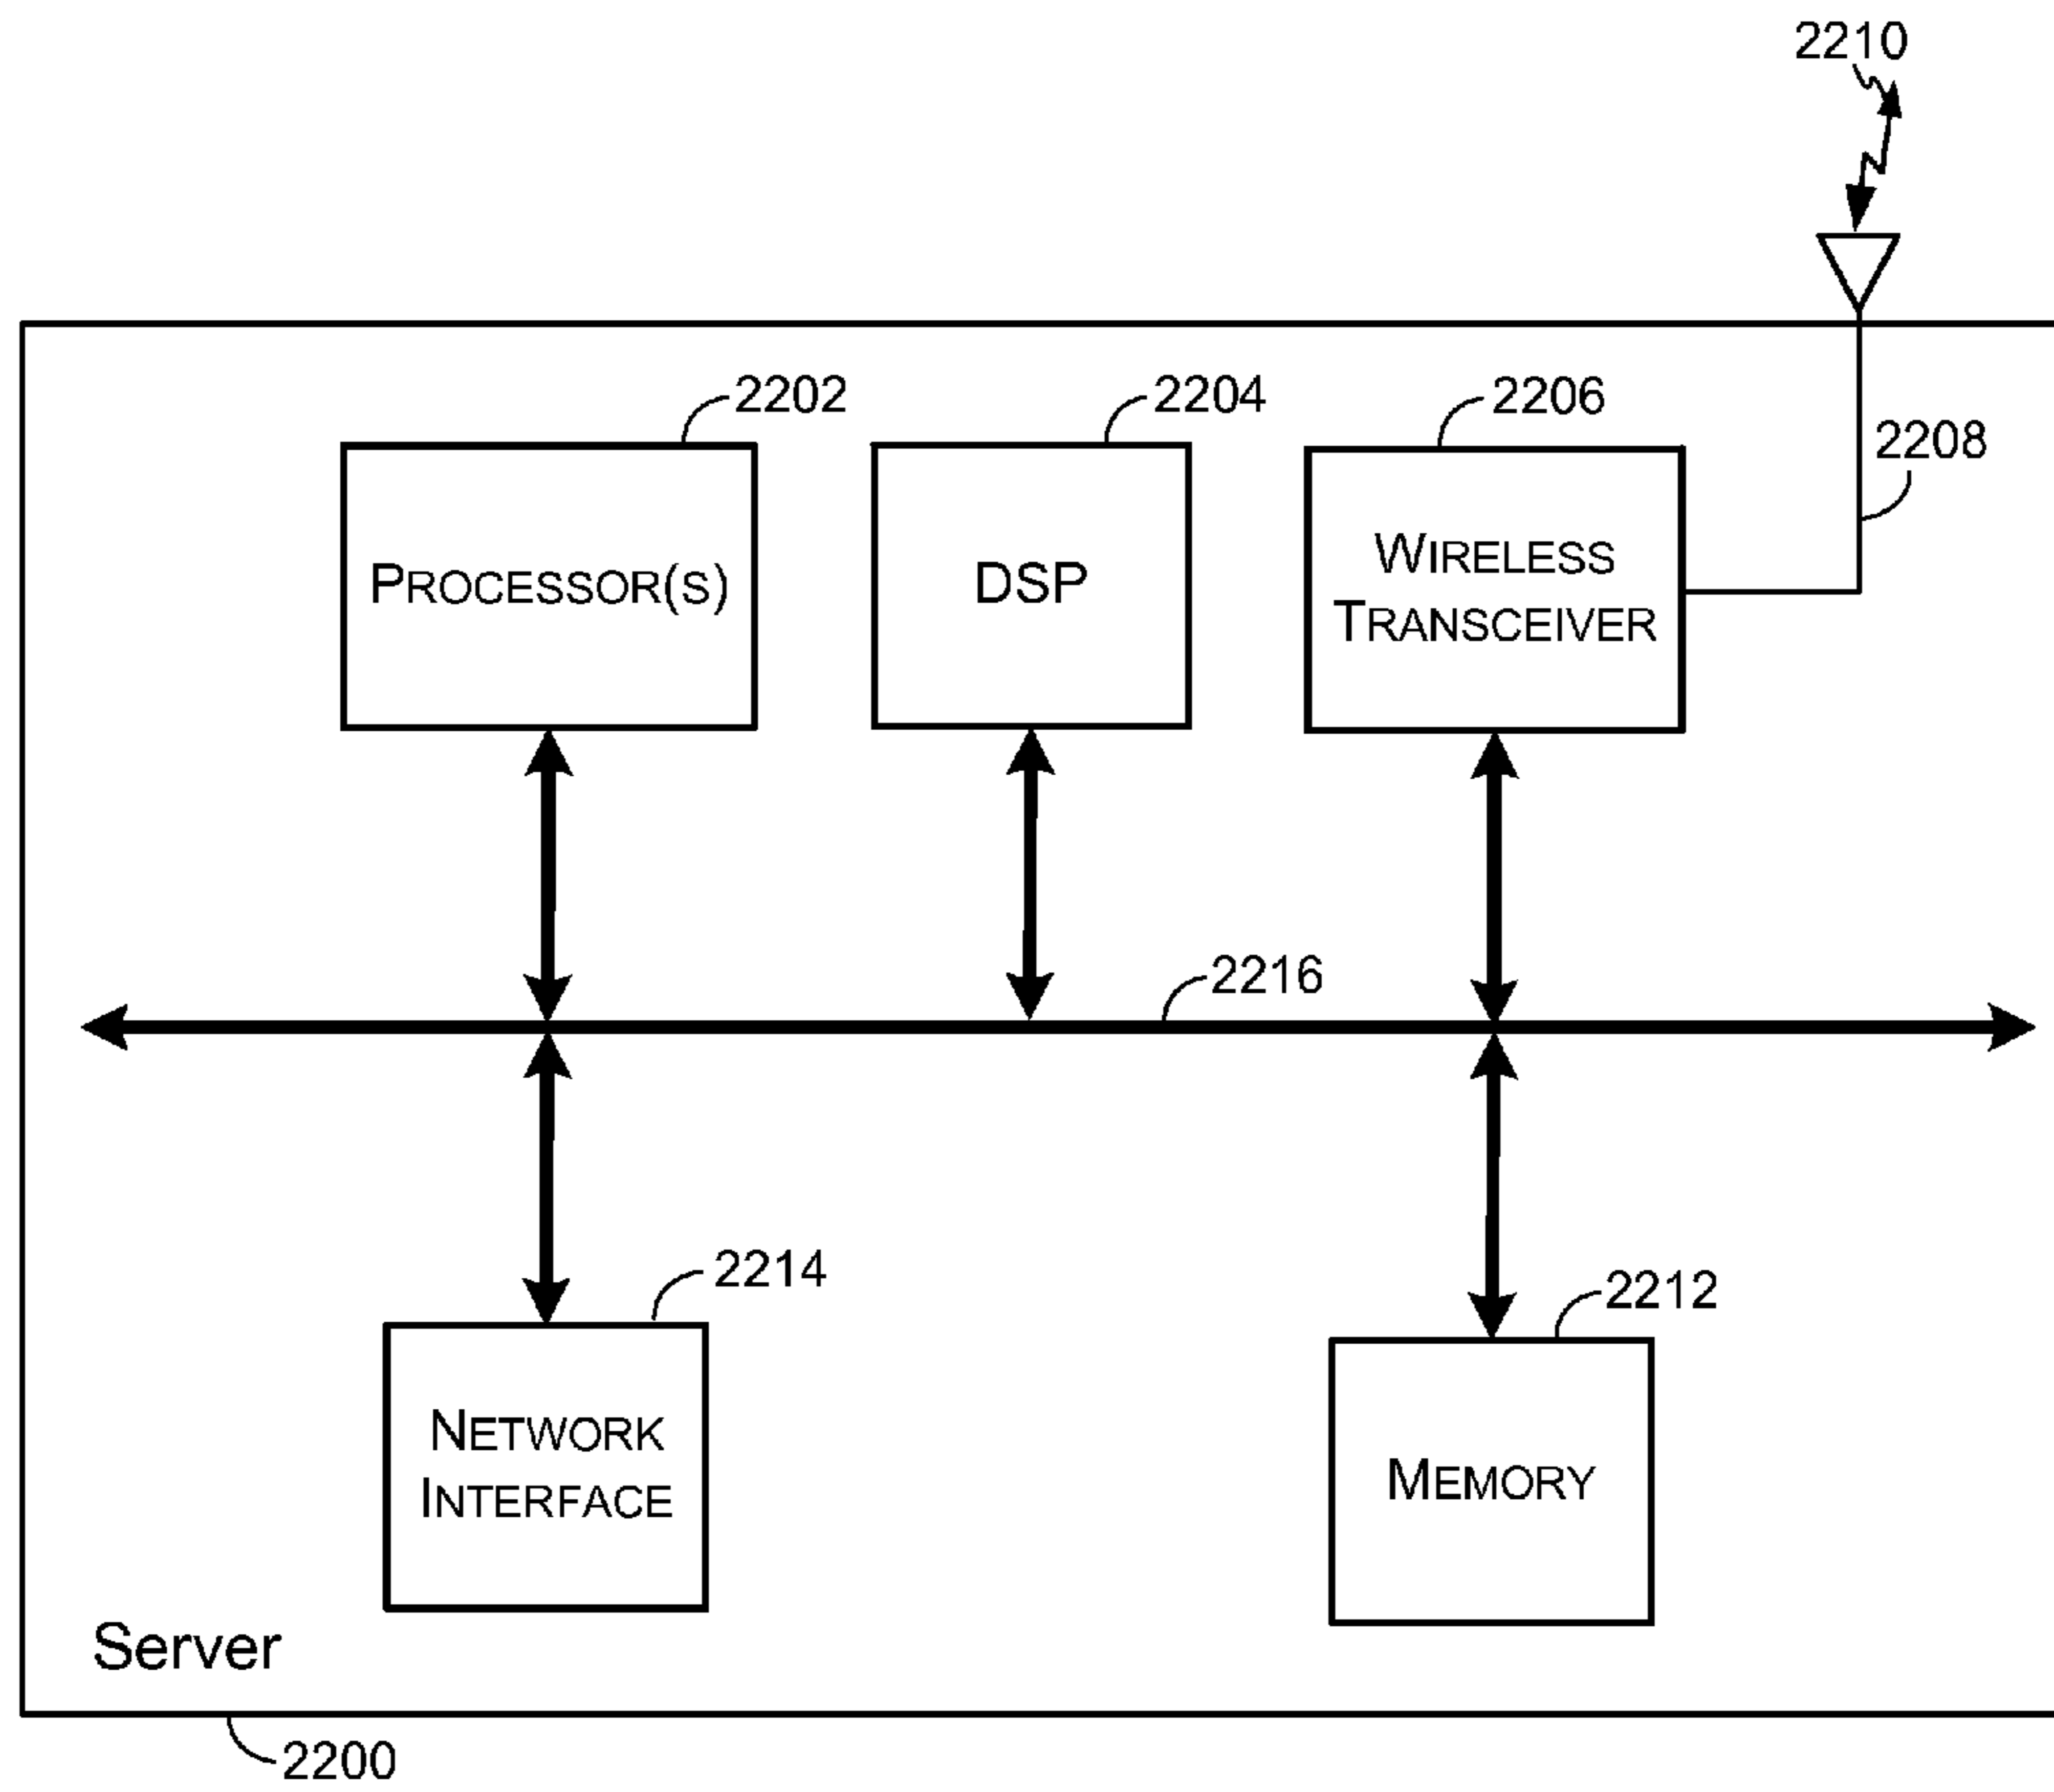 2210
2202
2204
2206
2208
PROCESSOR(S)
DSP
WIRELESS
TRANSCEIVER
2216
2214
2212
NETWORK
INTERFACE
MEMORY
Server
2200